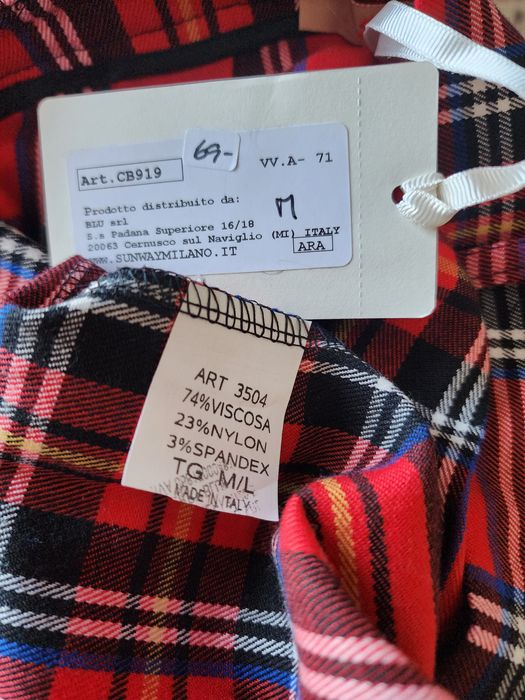 69-
Art.CB919
VV.A- 71
Prodotto distribuito da:
BLU srl
M
S.s Padana Superiore 16/18
20063 Cernusco sul Naviglio (MI) ITALY
WWW.SUNWAYMILANO.IT
ARA
ART 3504
74%VISCOSA
23%NYLON
3%SPANDEX
TG M/L
MADE IN ITALY